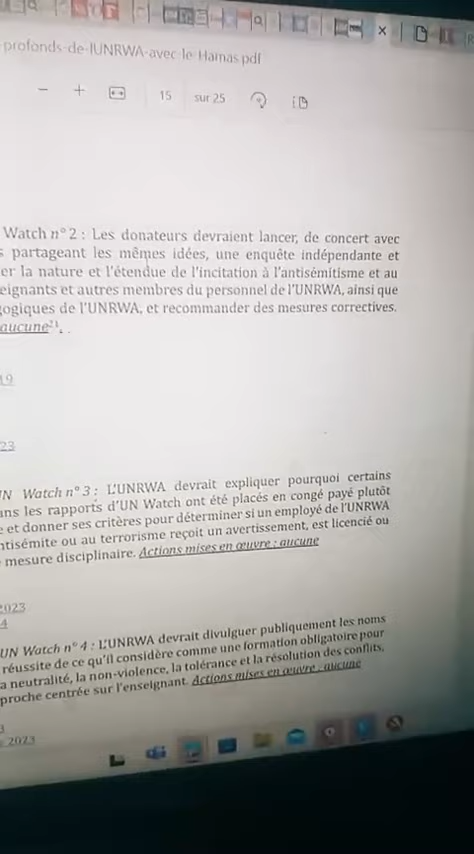 profonds-de-lUNRWA-avec-le-Hamas.pdf
— + 15 sur 25
Watch n° 2 : Les donateurs devraient lancer, de concert avec
s partageant les mêmes idées, une enquête indépendante et
er la nature et l'étendue de l'incitation à l'antisémitisme et au
eignants et autres membres du personnel de l'UNRWA, ainsi que
gogiques de l'UNRWA, et recommander des mesures correctives.
aucune²¹.
19
23
UN Watch n° 3 : L'UNRWA devrait expliquer pourquoi certains
ans les rapports d'UN Watch ont été placés en congé payé plutôt
e et donner ses critères pour déterminer si un employé de l'UNRWA
ntisémite ou au terrorisme reçoit un avertissement, est licencié ou
mesure disciplinaire. Actions mises en œuvre : aucune
2023
4
UN Watch n° 4 : L'UNRWA devrait divulguer publiquement les noms
réussite de ce qu'il considère comme une formation obligatoire pour
a neutralité, la non-violence, la tolérance et la résolution des conflits,
proche centrée sur l'enseignant. Actions mises en œuvre : aucune
3
2023